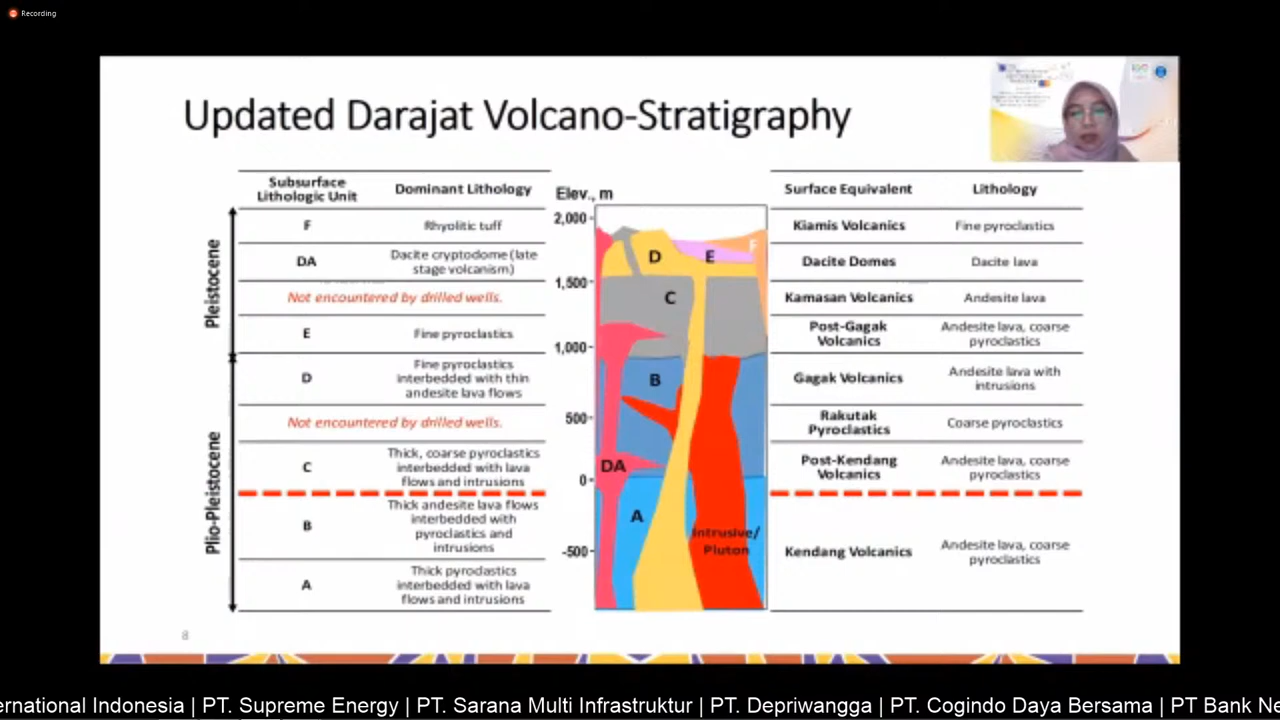 Recording
Updated Darajat Volcano-Stratigraphy
Subsurface
Lithologic Unit
Dominant Lithology
Elev., m
Surface Equivalent
Lithology
Pleistocene
Plio-Pleistocene
F
Rhyolitic tuff
Kiamis Volcanics
Fine pyroclastics
DA
Dacite cryptodome (late
stage volcanism)
Dacite Domes
Dacite lava
Not encountered by drilled wells.
Kamasan Volcanics
Andesite lava
E
Fine pyroclastics
Post-Gagak
Volcanics
Andesite lava, coarse
pyroclastics
D
Fine pyroclastics
interbedded with thin
andesite lava flows
Gagak Volcanics
Andesite lava with
intrusions
Not encountered by drilled wells.
Rakutak
Pyroclastics
Coarse pyroclastics
C
Thick, coarse pyroclastics
interbedded with lava
flows and intrusions
Post-Kendang
Volcanics
Andesite lava, coarse
pyroclastics
B
Thick andesite lava flows
interbedded with
pyroclastics and
intrusions
A
Thick pyroclastics
interbedded with lava
flows and intrusions
Kendang Volcanics
Andesite lava, coarse
pyroclastics
2,000
1,500
1,000
500
0
-500
D
E
F
C
B
DA
A
Intrusive/
Pluton
8
ernational Indonesia | PT. Supreme Energy | PT. Sarana Multi Infrastruktur | PT. Depriwangga | PT. Cogindo Daya Bersama | PT Bank Ne